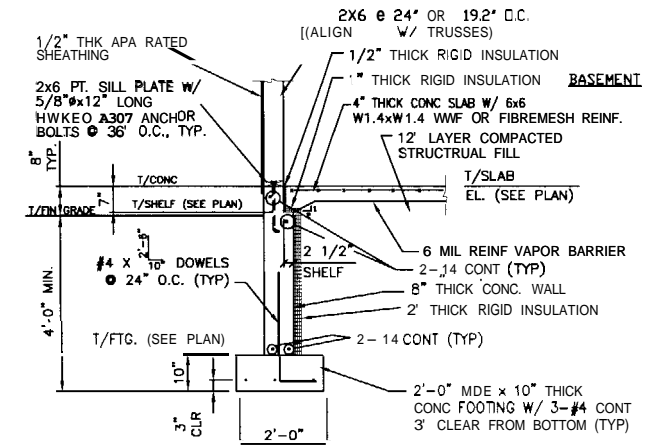 2X6 @ 24" OR 19.2" O.C.
[(ALIGN W/ TRUSSES)
1/2" THK APA RATED
SHEATHING
1/2" THICK RIGID INSULATION
1" THICK RIGID INSULATION
BASEMENT
2x6 PT. SILL PLATE W/
5/8"øx12" LONG
HWKEO A307 ANCHOR
BOLTS @ 36' O.C., TYP.
4" THICK CONC SLAB W/ 6x6
W1.4xW1.4 WWF OR FIBREMESH REINF.
12' LAYER COMPACTED
STRUCTRUAL FILL
8"
TYP.
T/CONC
T/SLAB
EL. (SEE PLAN)
7"
T/SHELF (SEE PLAN)
T/FIN GRADE
6 MIL REINF VAPOR BARRIER
2'-6"
#4 X 10" DOWELS
@ 24" O.C. (TYP)
2 1/2"
SHELF
2-14 CONT (TYP)
8" THICK CONC. WALL
2' THICK RIGID INSULATION
4'-0" MIN.
T/FTG. (SEE PLAN)
2-14 CONT (TYP)
10"
3"
CLR
2'-0" MDE x 10" THICK
CONC FOOTING W/ 3-#4 CONT
3' CLEAR FROM BOTTOM (TYP)
2'-0"